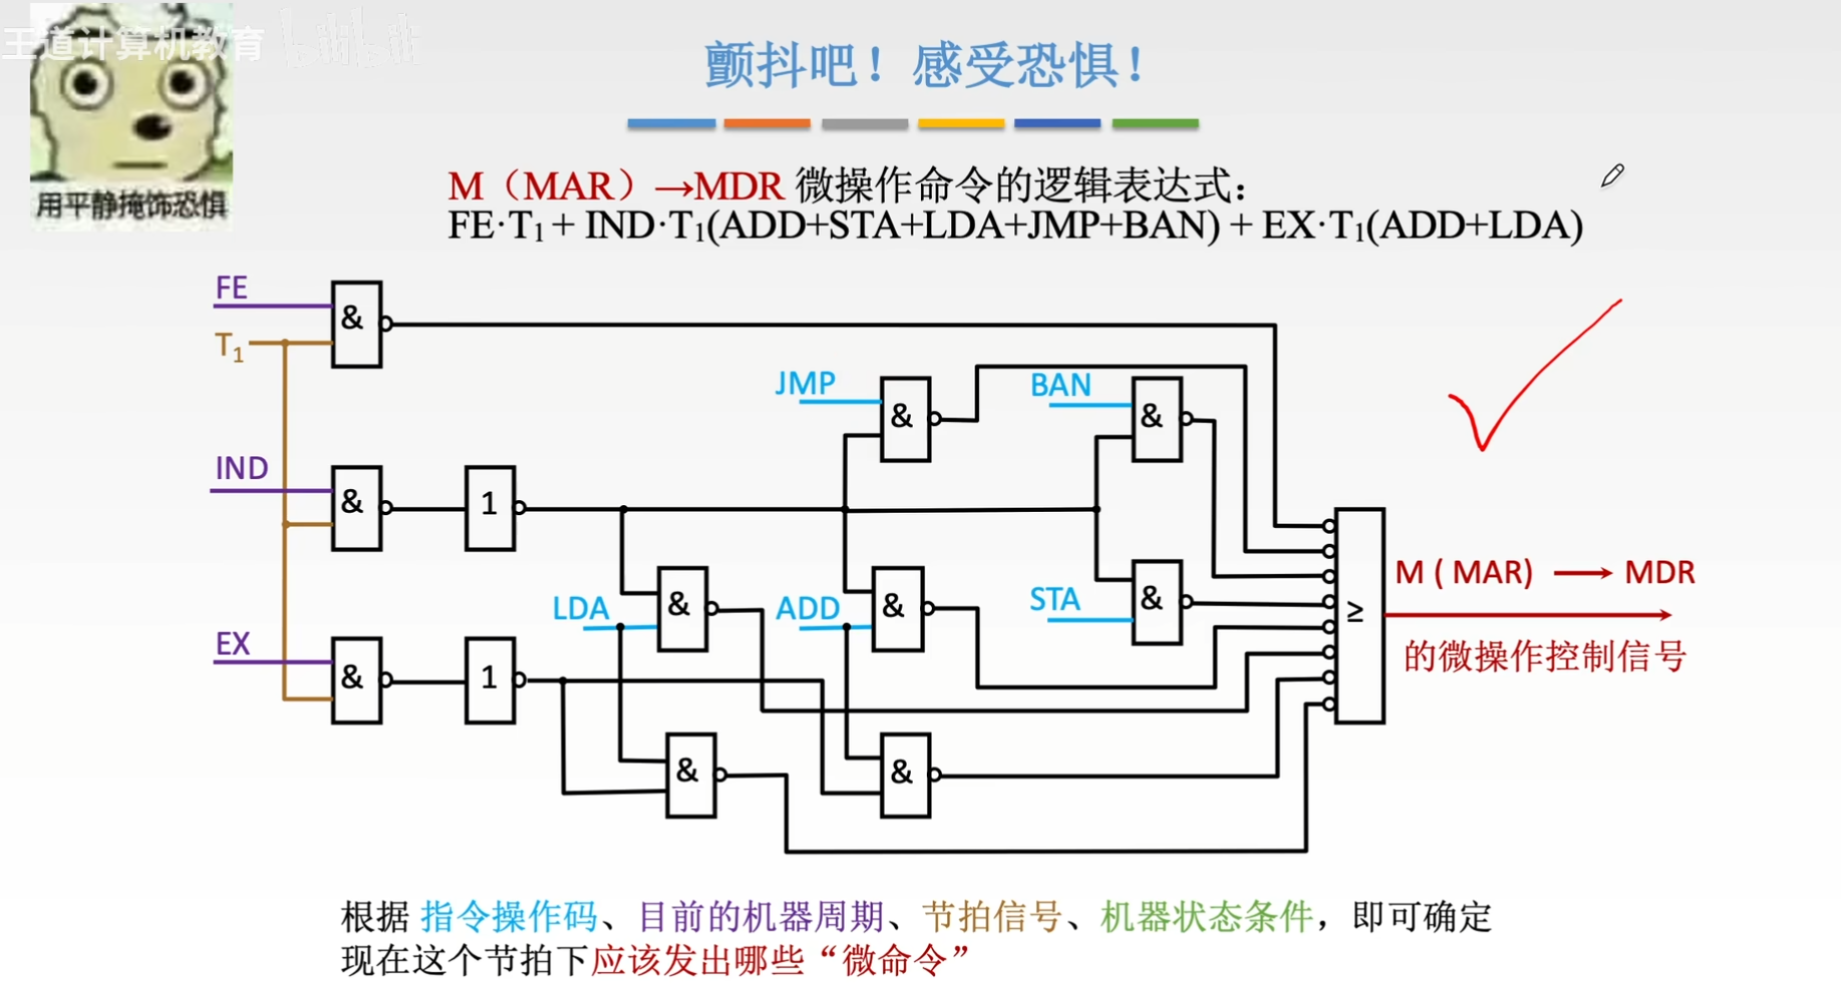 王道计算机教育 bilibili
颤抖吧！感受恐惧！
用平静掩饰恐惧
M（MAR）→MDR 微操作命令的逻辑表达式：
FE·T₁ + IND·T₁(ADD+STA+LDA+JMP+BAN) + EX·T₁(ADD+LDA)
FE
&
T₁
JMP
&
BAN
&
IND
&
1
LDA
&
ADD
&
STA
&
≥
M ( MAR) → MDR
的微操作控制信号
EX
&
1
&
&
根据 指令操作码、目前的机器周期、节拍信号、机器状态条件，即可确定
现在这个节拍下应该发出哪些“微命令”